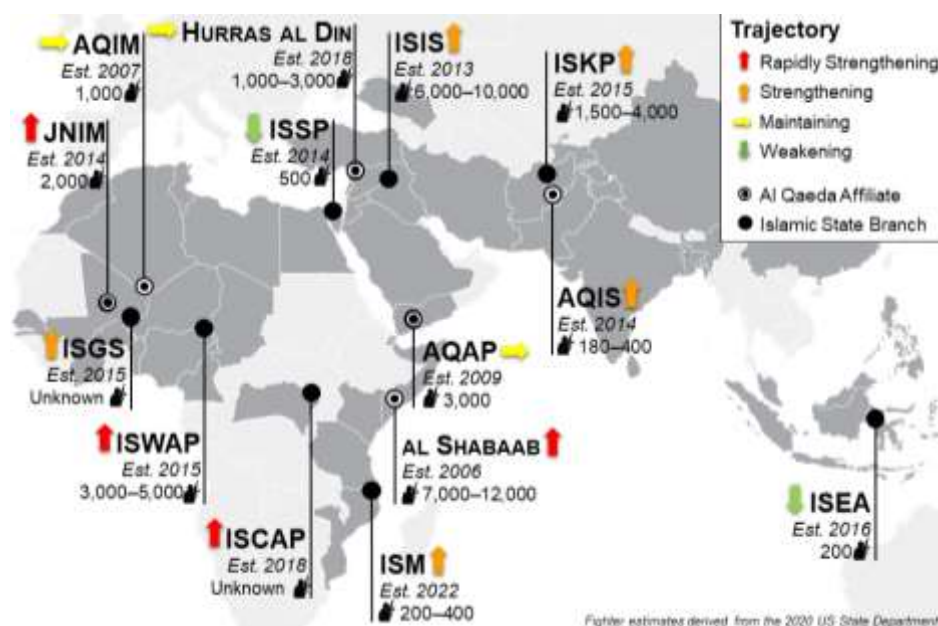 AQIM
Est. 2007
1,000
HURRAS AL DIN
Est. 2018
1,000–3,000
ISIS
Est. 2013
6,000–10,000
ISKP
Est. 2015
1,500–4,000
Trajectory
Rapidly Strengthening
Strengthening
Maintaining
Weakening
Al Qaeda Affiliate
Islamic State Branch
JNIM
Est. 2014
2,000
ISSP
Est. 2014
500
ISGS
Est. 2015
Unknown
AQAP
Est. 2009
3,000
AQIS
Est. 2014
180–400
ISWAP
Est. 2015
3,000–5,000
AL SHABAAB
Est. 2006
7,000–12,000
ISCAP
Est. 2018
Unknown
ISM
Est. 2022
200–400
ISEA
Est. 2016
200
Fighter estimates derived from the 2020 US State Department